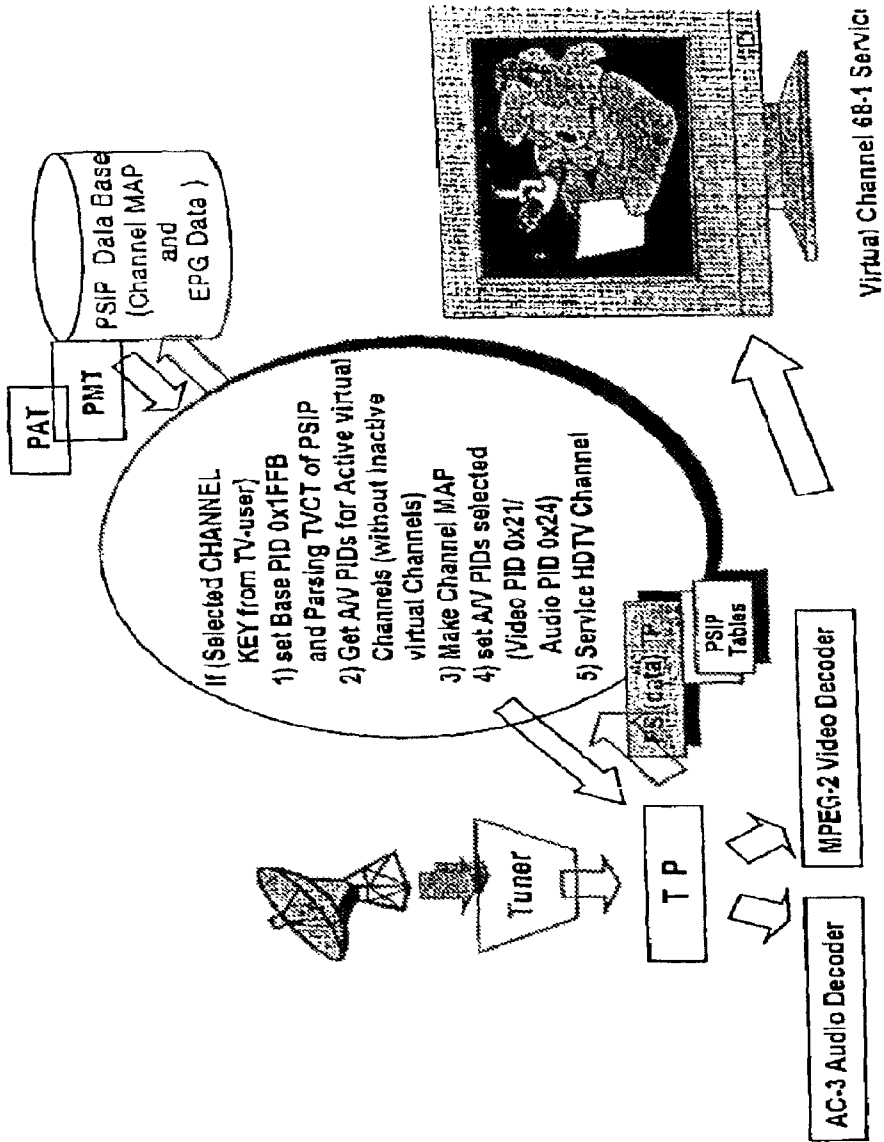 PAT
PMT
PSIP Data Base
(Channel MAP
and
EPG Data )
If (Selected CHANNEL
KEY from TV-user)
1) set Base PID 0x1FFB
and Parsing TVCT of PSIP
2) Get A/V PIDs for Active virtual
Channels (without Inactive
virtual Channels)
3) Make Channel MAP
4) set A/V PIDs selected
(Video PID 0x21/
Audio PID 0x24)
5) Service HDTV Channel
(data)
PSIP
Tables
Tuner
T P
AC-3 Audio Decoder
MPEG-2 Video Decoder
Virtual Channel 6B-1 Servic